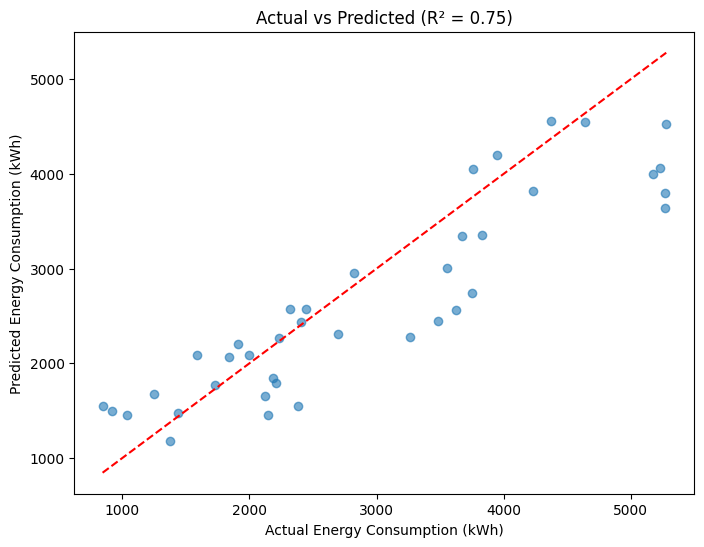 Actual vs Predicted (R² = 0.75)
Predicted Energy Consumption (kWh)
5000
4000
3000
2000
1000
1000 2000 3000 4000 5000
Actual Energy Consumption (kWh)